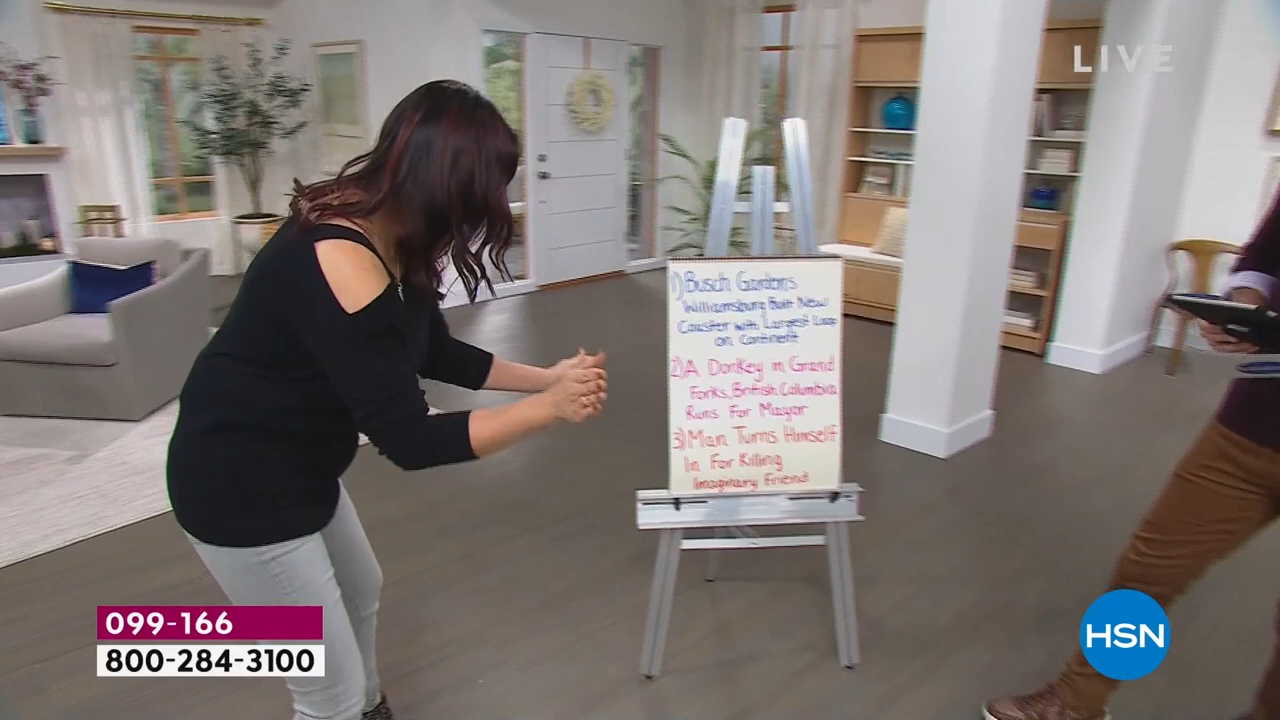 LIVE
1) Busch Gardens
Williamsburg Built New
Coaster with Largest Loop
on Continent
2) A Donkey in Grand
Forks, British Columbia
Runs For Mayor
3) Man Turns Himself
In For Killing
Imaginary Friend
099-166
800-284-3100
HSN